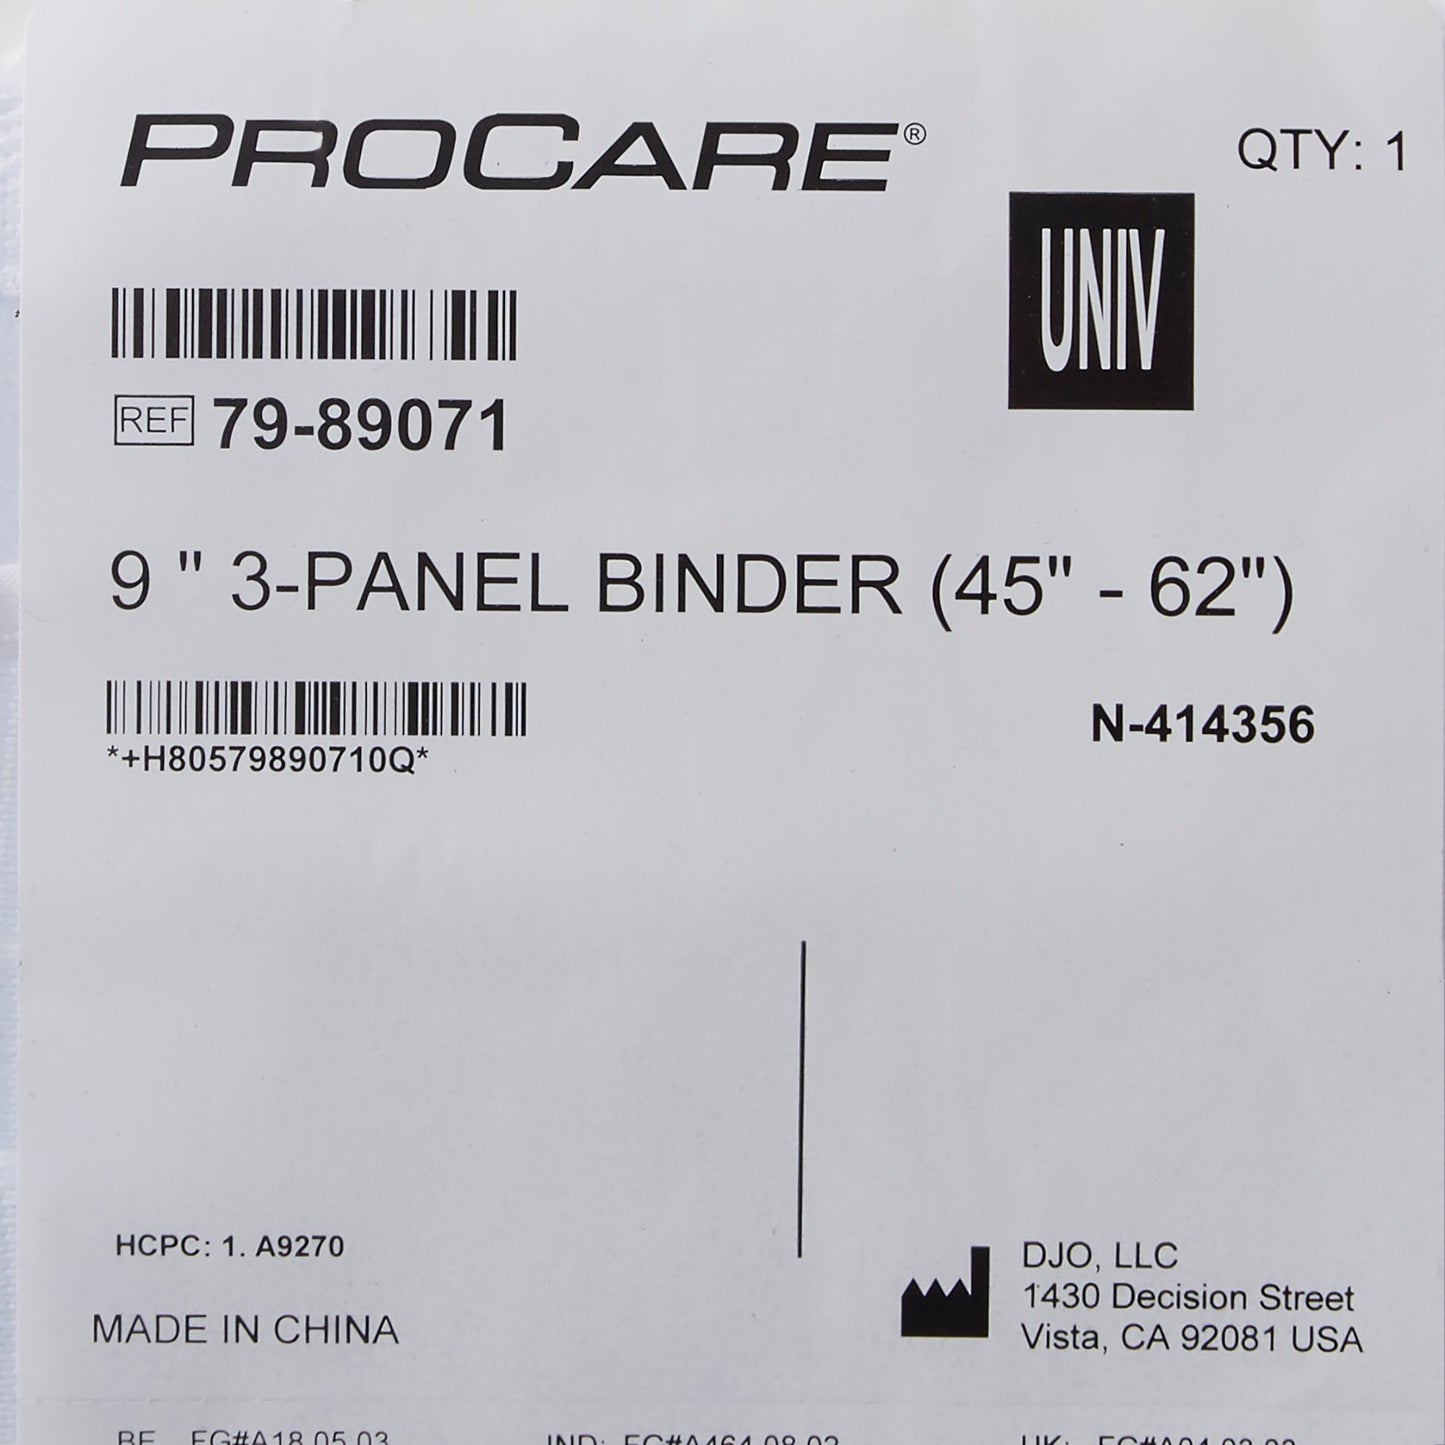 PROCARE®
QTY: 1
UNIV
REF 79-89071
9 " 3-PANEL BINDER (45" - 62")
*+H80579890710Q*
N-414356
HCPC: 1. A9270
MADE IN CHINA
DJO, LLC
1430 Decision Street
Vista, CA 92081 USA